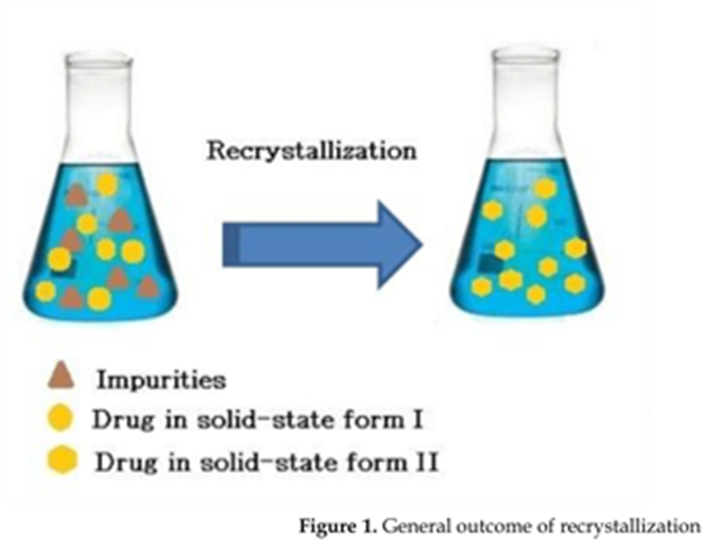 Recrystallization
Impurities
Drug in solid-state form I
Drug in solid-state form II
Figure 1. General outcome of recrystallization